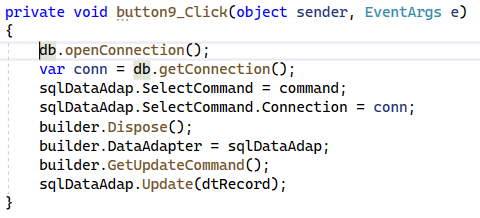 private void button9_Click(object sender, EventArgs e)
{
db.openConnection();
var conn = db.getConnection();
sqlDataAdap.SelectCommand = command;
sqlDataAdap.SelectCommand.Connection = conn;
builder.Dispose();
builder.DataAdapter = sqlDataAdap;
builder.GetUpdateCommand();
sqlDataAdap.Update(dtRecord);
}